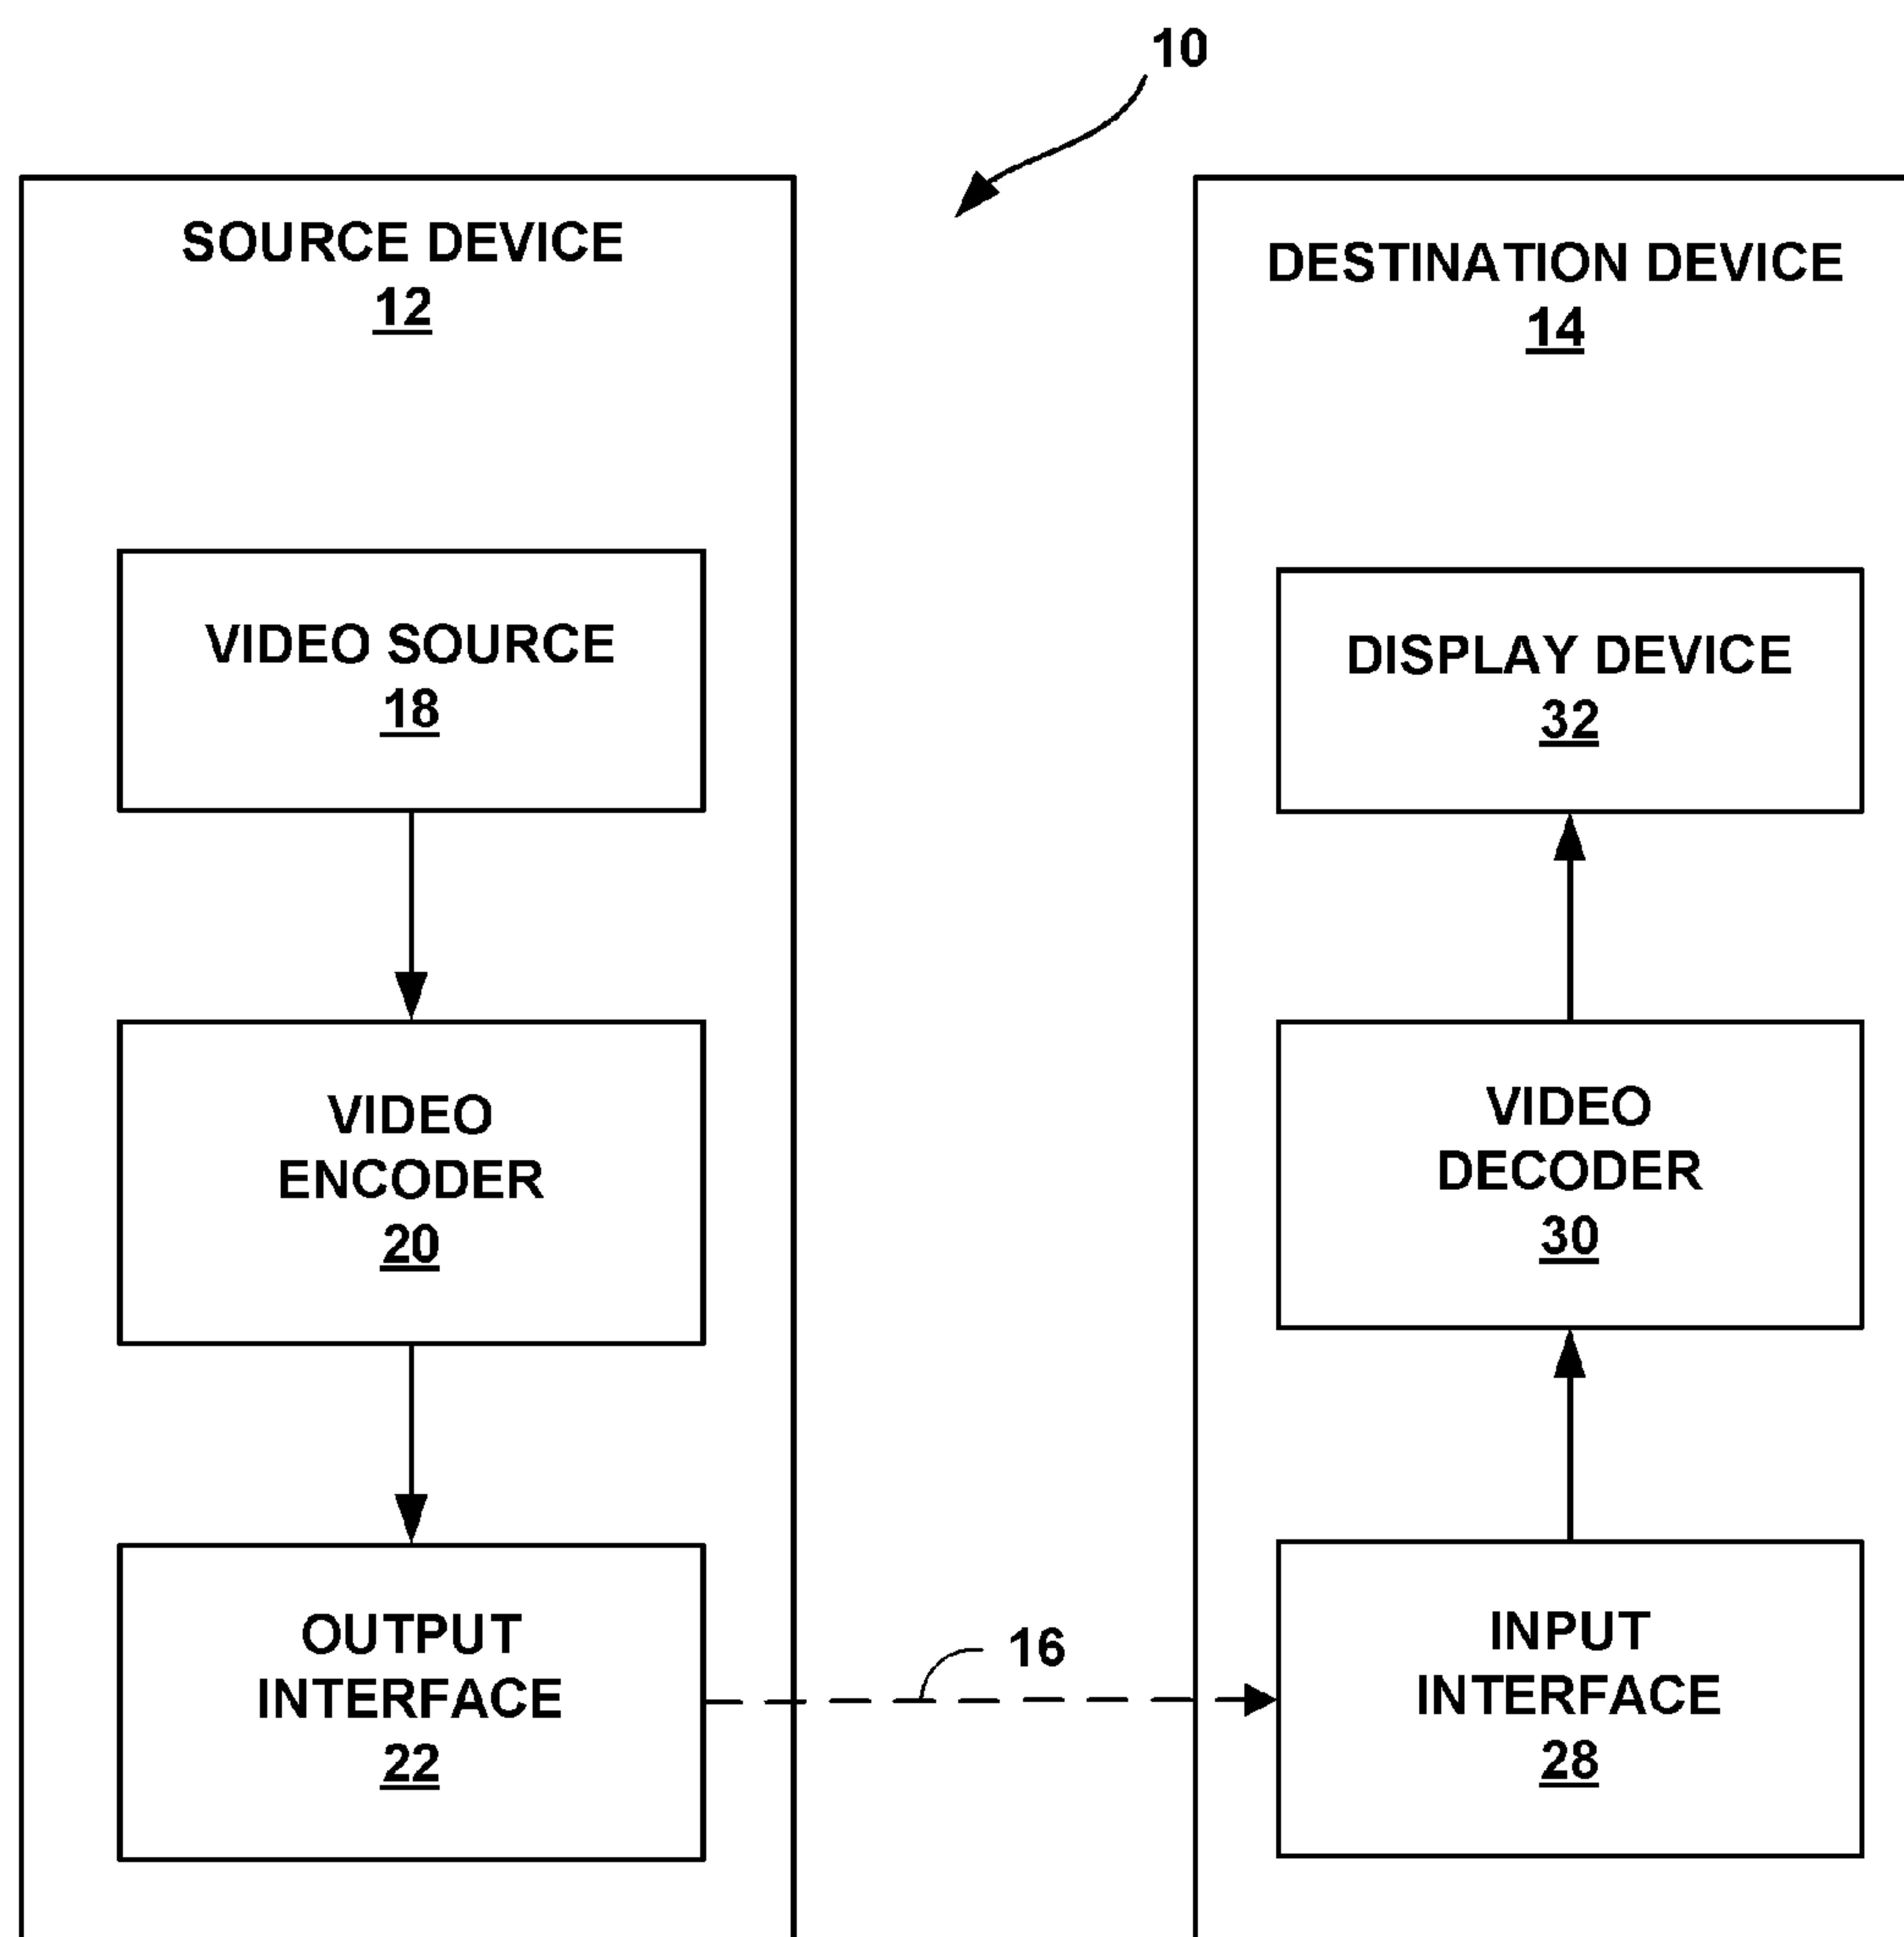 10
SOURCE DEVICE
12
VIDEO SOURCE
18
VIDEO
ENCODER
20
OUTPUT
INTERFACE
22
16
DESTINATION DEVICE
14
DISPLAY DEVICE
32
VIDEO
DECODER
30
INPUT
INTERFACE
28